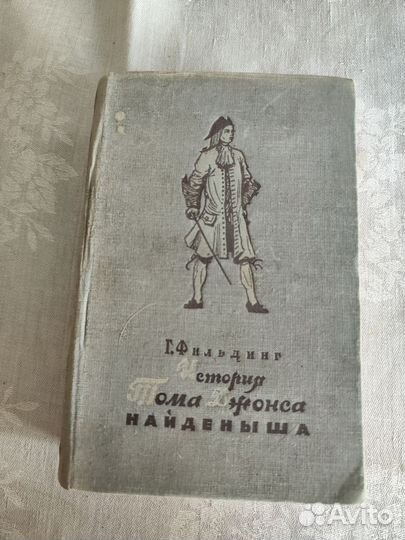 Г. Фильдинг
История
Тома Джонса
НАЙДЕНЫША
Avito